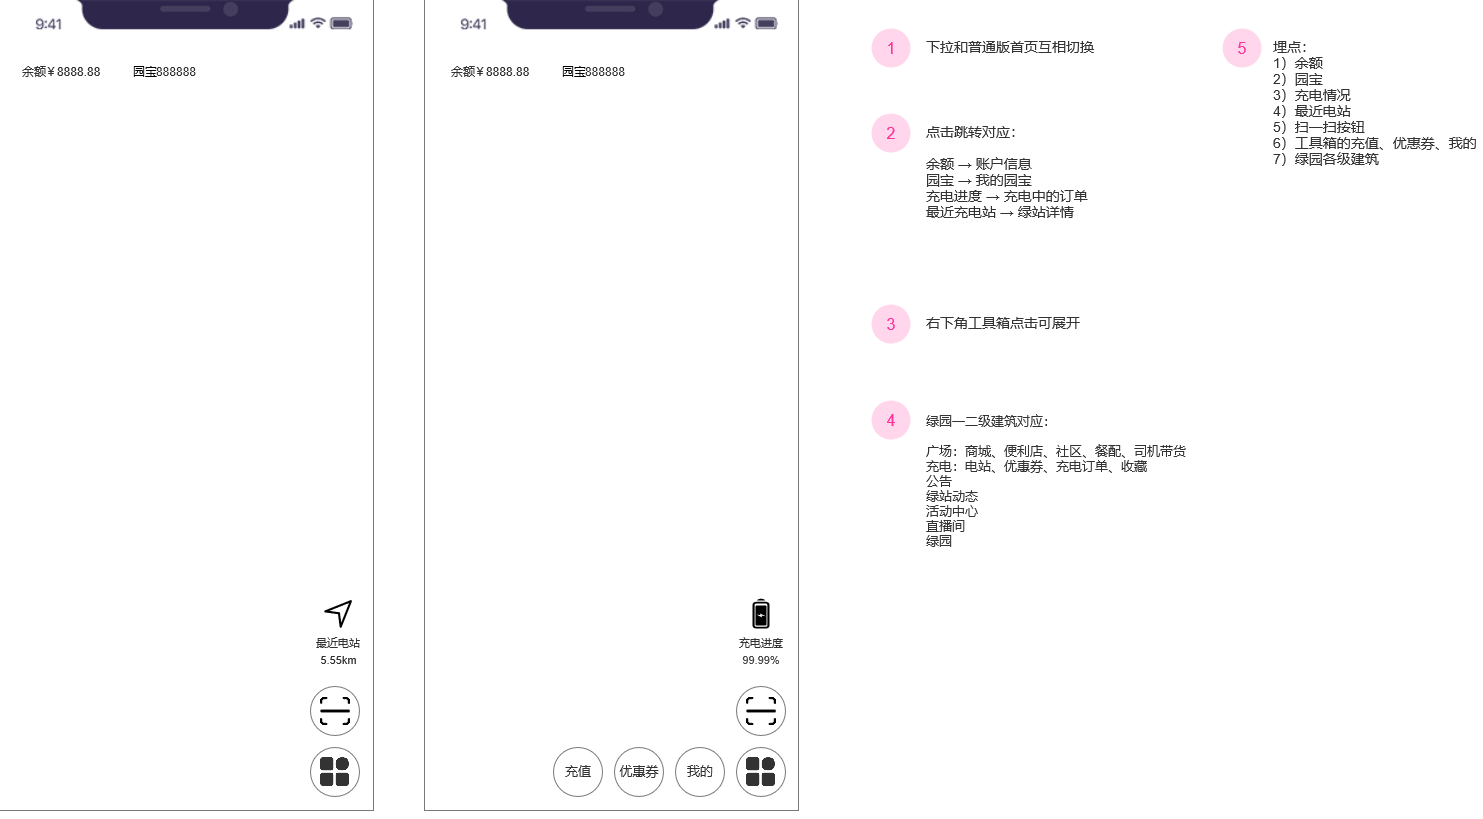 9:41
余额￥8888.88 园宝888888
最近电站
5.55km
9:41
余额￥8888.88 园宝888888
充电进度
99.99%
充值 优惠券 我的
1 下拉和普通版首页互相切换
2 点击跳转对应：
余额 → 账户信息
园宝 → 我的园宝
充电进度 → 充电中的订单
最近充电站 → 绿站详情
3 右下角工具箱点击可展开
4 绿园一二级建筑对应：
广场：商城、便利店、社区、餐配、司机带货
充电：电站、优惠券、充电订单、收藏
公告
绿站动态
活动中心
直播间
绿园
5 埋点：
1）余额
2）园宝
3）充电情况
4）最近电站
5）扫一扫按钮
6）工具箱的充值、优惠券、我的
7）绿园各级建筑